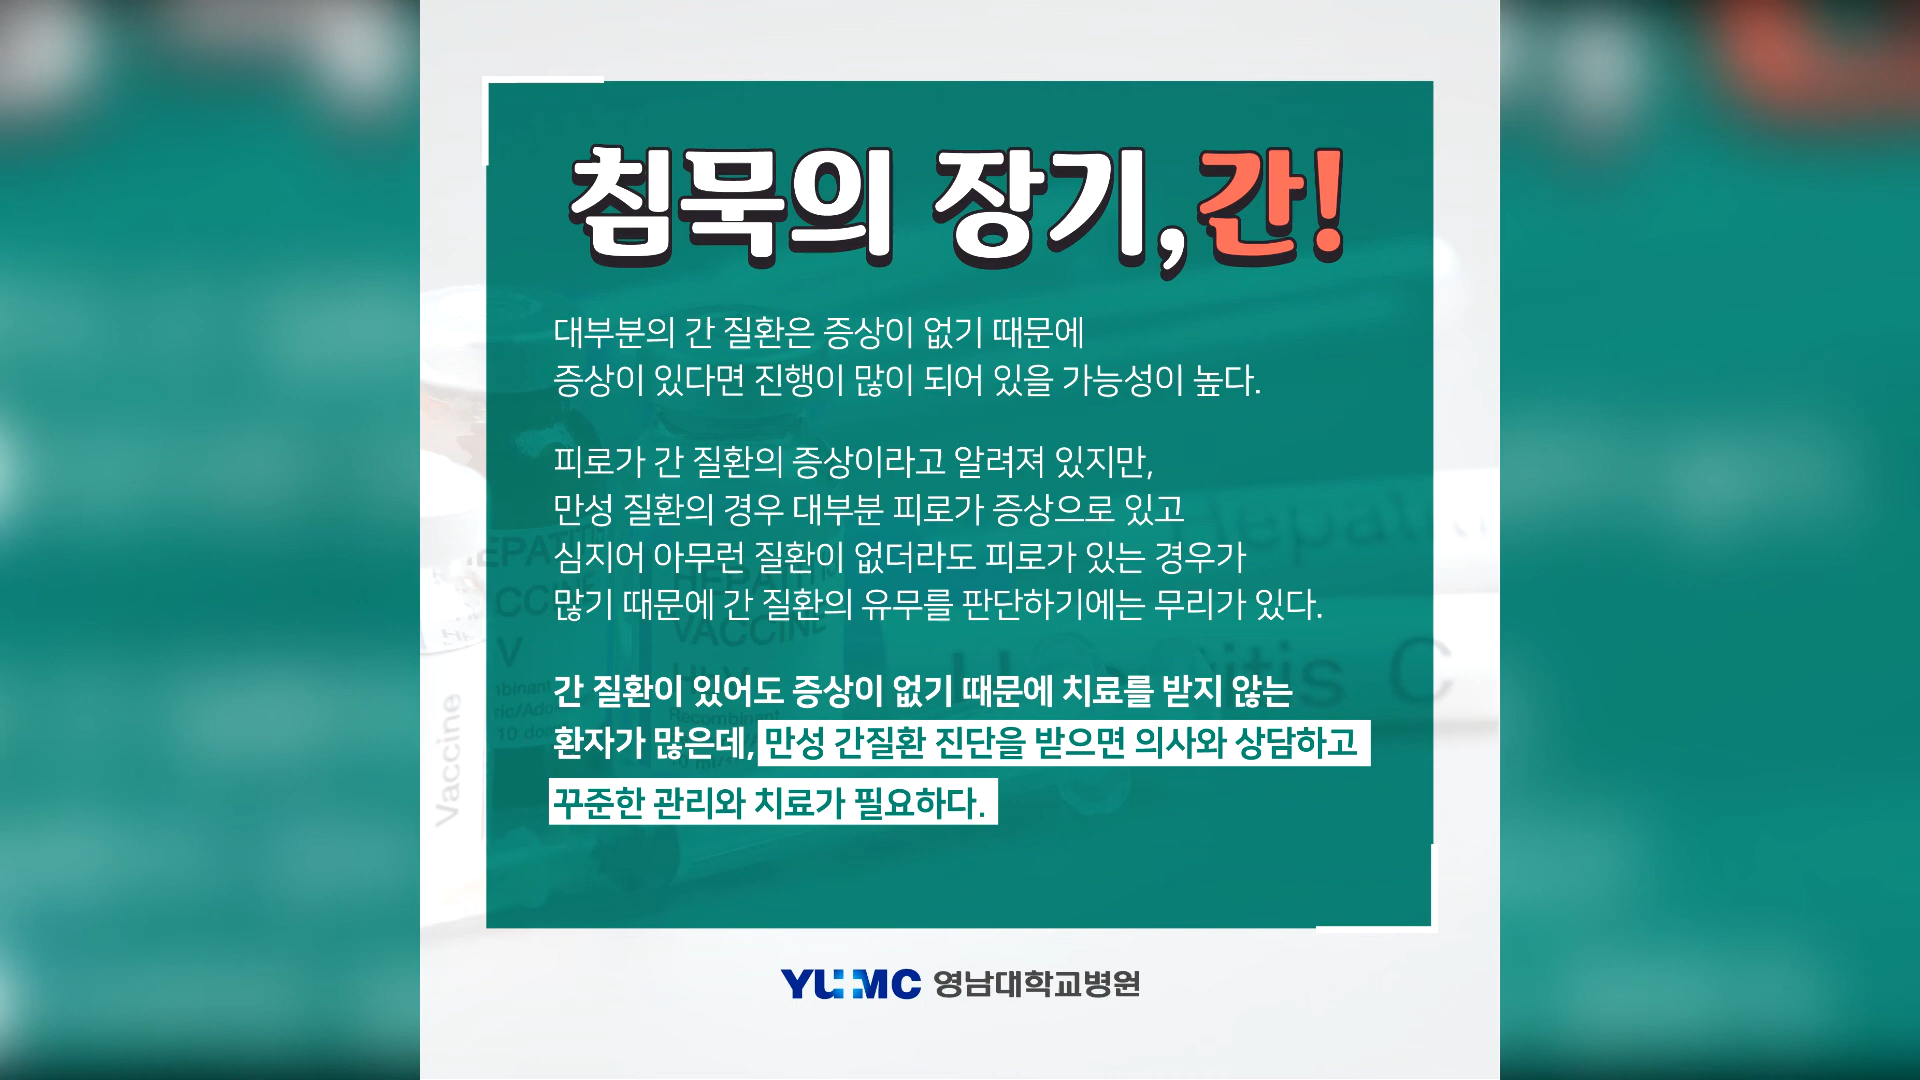 침묵의 장기, 간!
대부분의 간 질환은 증상이 없기 때문에
증상이 있다면 진행이 많이 되어 있을 가능성이 높다.
피로가 간 질환의 증상이라고 알려져 있지만,
만성 질환의 경우 대부분 피로가 증상으로 있고
심지어 아무런 질환이 없더라도 피로가 있는 경우가
많기 때문에 간 질환의 유무를 판단하기에는 무리가 있다.
간 질환이 있어도 증상이 없기 때문에 치료를 받지 않는
환자가 많은데, 만성 간질환 진단을 받으면 의사와 상담하고
꾸준한 관리와 치료가 필요하다.
VACCINE
Vaccine
C
YUMC 영남대학교병원